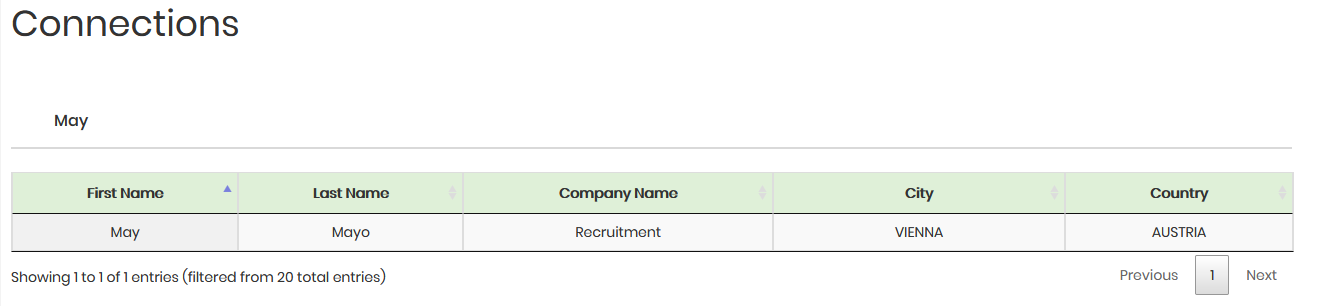 Connections
May
First Name Last Name Company Name City Country
May Mayo Recruitment VIENNA AUSTRIA
Showing 1 to 1 of 1 entries (filtered from 20 total entries) Previous 1 Next